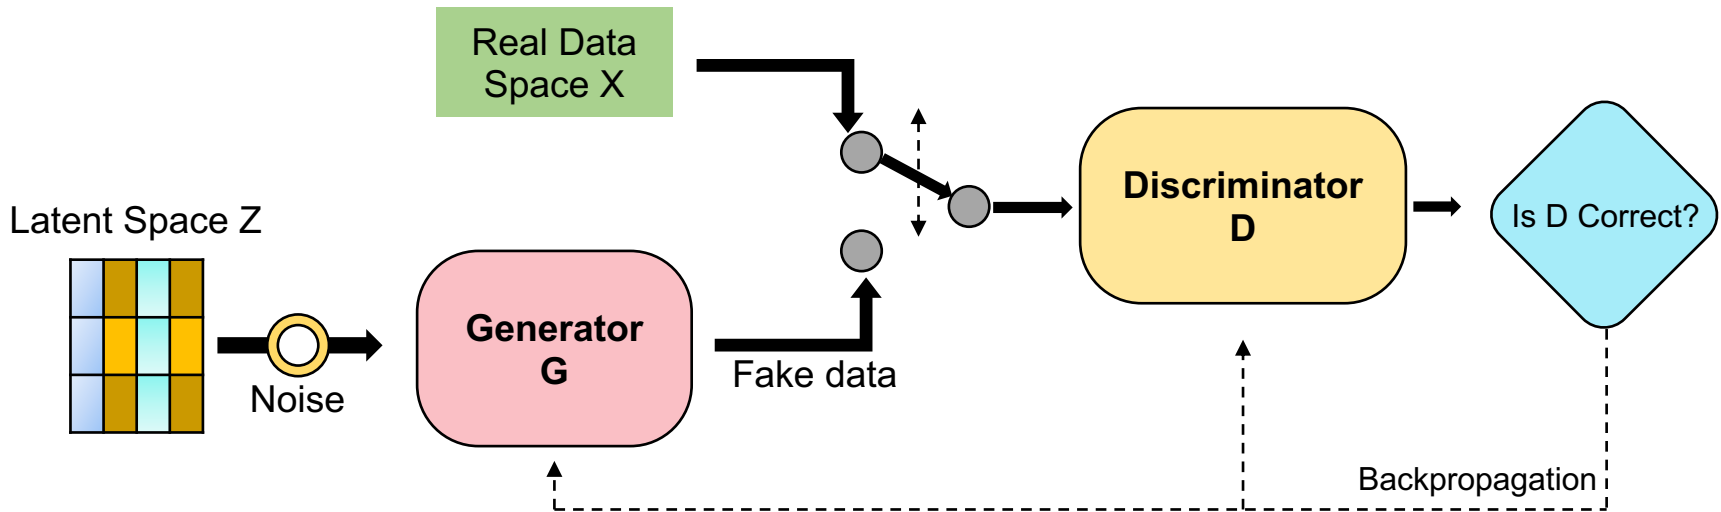 Real Data
Space X
Latent Space Z
Noise
Generator
G
Fake data
Discriminator
D
Is D Correct?
Backpropagation